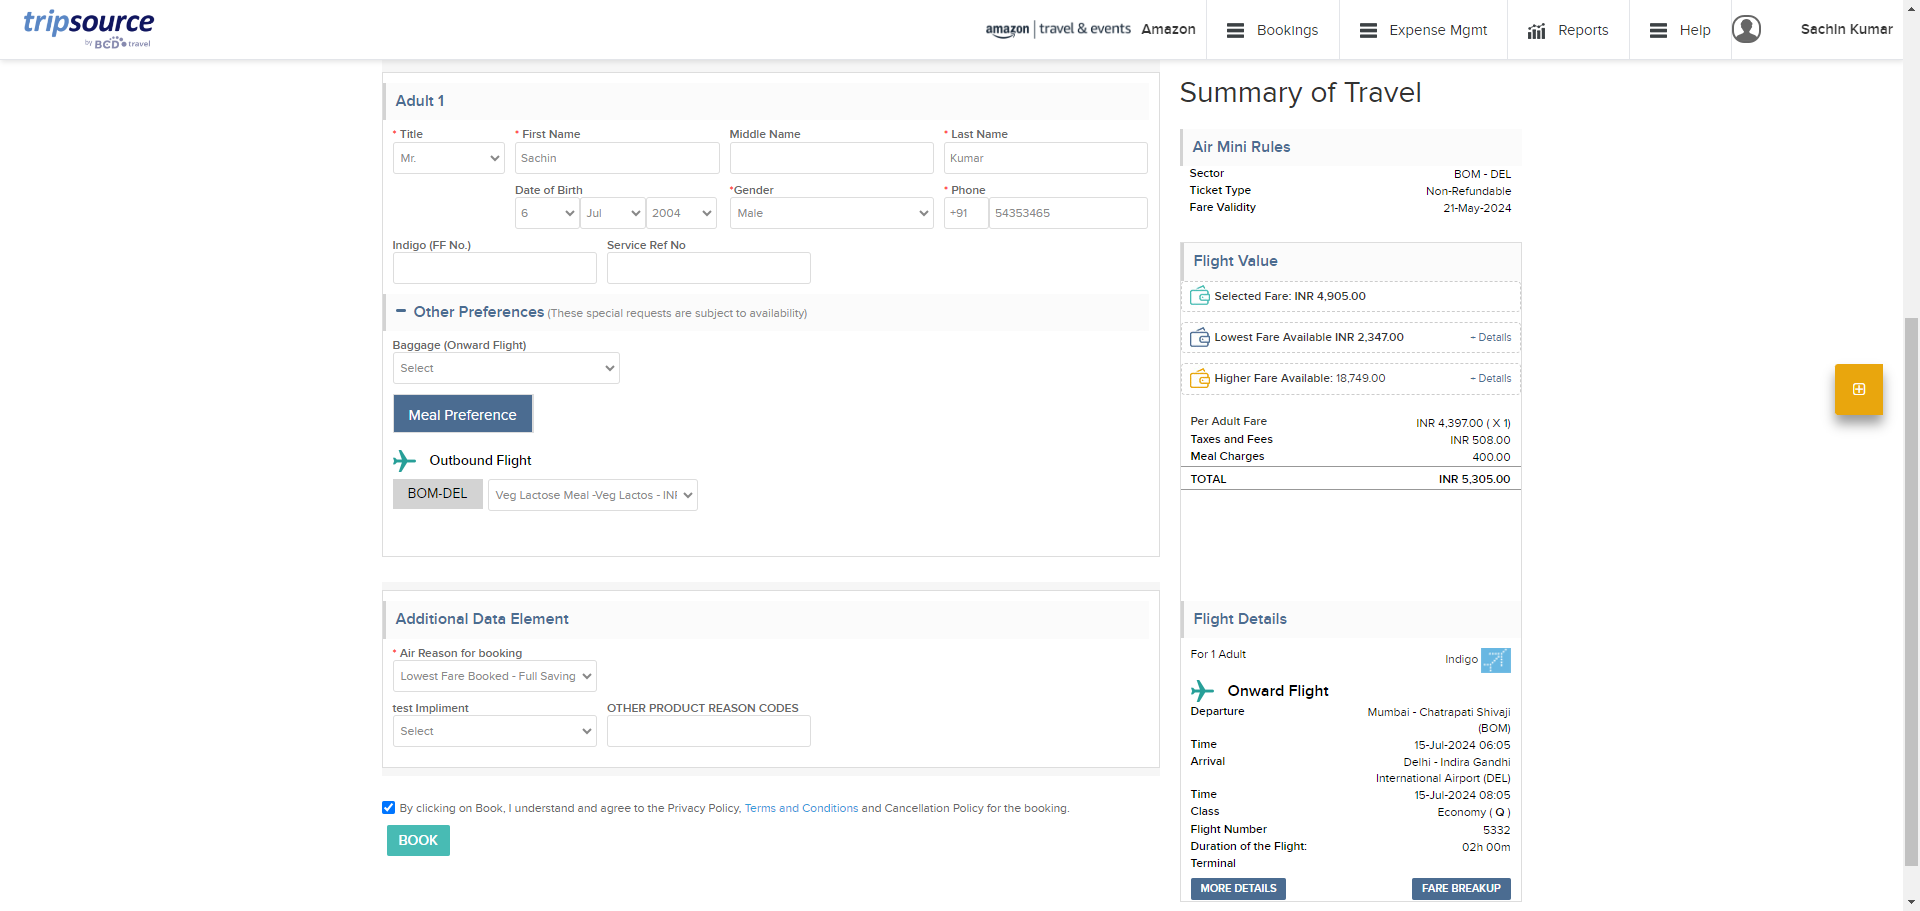 tripsource
by BCD travel
amazon | travel & events Amazon
Bookings
Expense Mgmt
Reports
Help
Sachin Kumar
Adult 1
* Title
* First Name
Middle Name
* Last Name
Mr.
Sachin
Kumar
Date of Birth
*Gender
* Phone
6
Jul
2004
Male
+91
54353465
Indigo (FF No.)
Service Ref No
− Other Preferences (These special requests are subject to availability)
Baggage (Onward Flight)
Select
Meal Preference
Outbound Flight
BOM-DEL
Veg Lactose Meal -Veg Lactos - INR
Additional Data Element
* Air Reason for booking
Lowest Fare Booked - Full Saving
test Impliment
OTHER PRODUCT REASON CODES
Select
By clicking on Book, I understand and agree to the Privacy Policy, Terms and Conditions and Cancellation Policy for the booking.
BOOK
Summary of Travel
Air Mini Rules
Sector BOM - DEL
Ticket Type Non-Refundable
Fare Validity 21-May-2024
Flight Value
Selected Fare: INR 4,905.00
Lowest Fare Available INR 2,347.00 + Details
Higher Fare Available: 18,749.00 + Details
Per Adult Fare INR 4,397.00 ( X 1)
Taxes and Fees INR 508.00
Meal Charges 400.00
TOTAL INR 5,305.00
Flight Details
For 1 Adult Indigo
Onward Flight
Departure Mumbai - Chatrapati Shivaji
(BOM)
Time 15-Jul-2024 06:05
Arrival Delhi - Indira Gandhi
International Airport (DEL)
Time 15-Jul-2024 08:05
Class Economy ( Q )
Flight Number 5332
Duration of the Flight: 02h 00m
Terminal
MORE DETAILS FARE BREAKUP